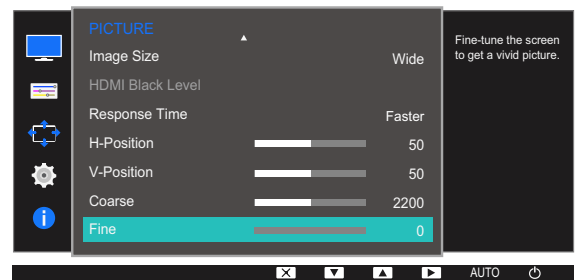 PICTURE
Image Size Wide
HDMI Black Level
Response Time Faster
H-Position 50
V-Position 50
Coarse 2200
Fine 0
Fine-tune the screen
to get a vivid picture.
AUTO